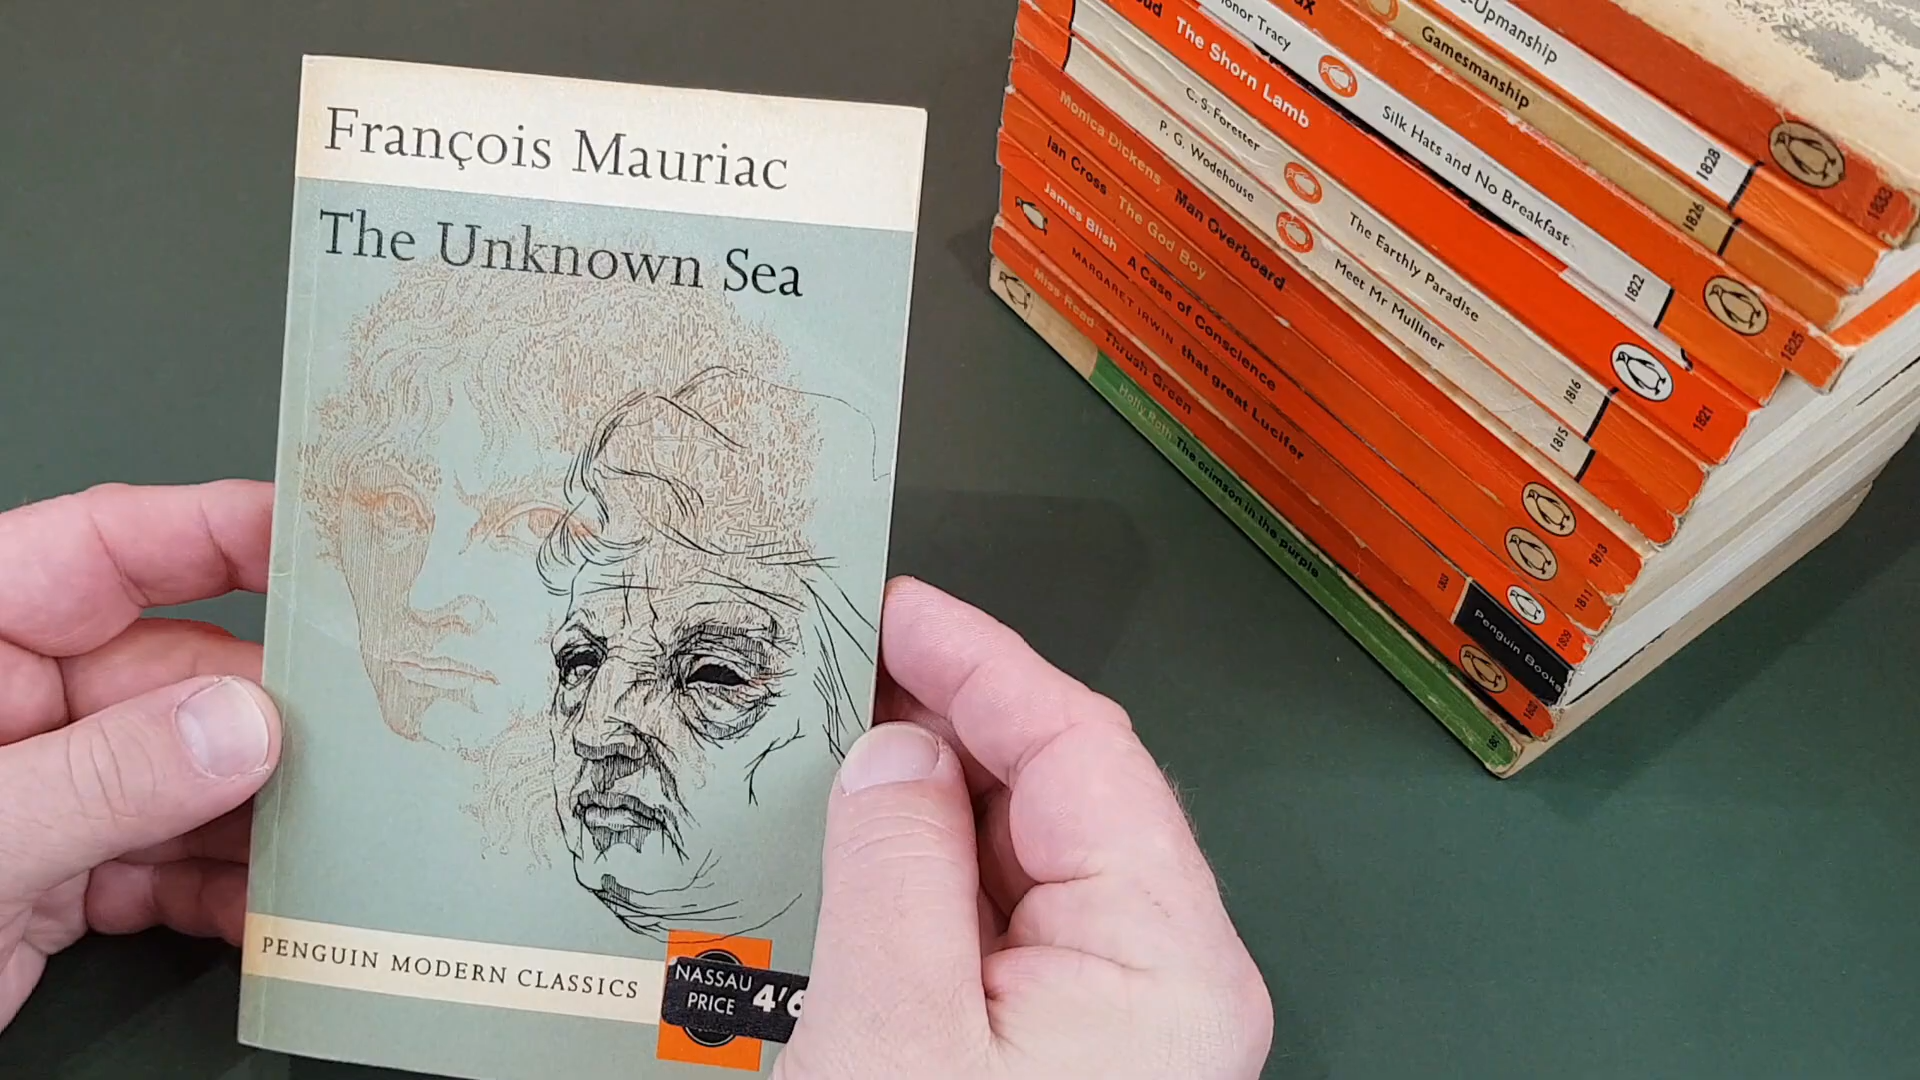 François Mauriac
The Unknown Sea
PENGUIN MODERN CLASSICS
NASSAU
PRICE 4'6
1833
-Upmanship
1828
Gamesmanship
1826
1825
onor Tracy
Silk Hats and No Breakfast
1822
The Shorn Lamb
1821
C. S. Forester
The Earthly Paradise
1816
P. G. Wodehouse
Meet Mr Mulliner
1815
Monica Dickens
Man Overboard
1813
Ian Cross
The God Boy
1811
James Blish
A Case of Conscience
1809
MARGARET IRWIN
that great Lucifer
Penguin Books
Miss Read
Thrush Green
Holly Roth
The crimson in the purple